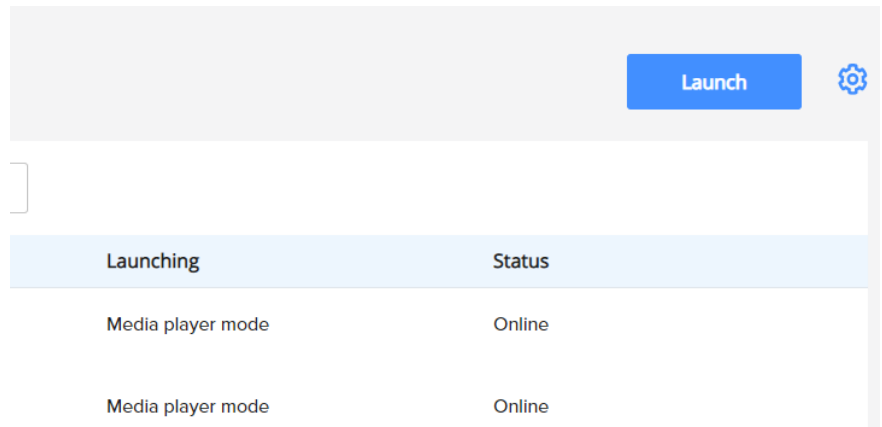 Launch
Launching Status
Media player mode Online
Media player mode Online